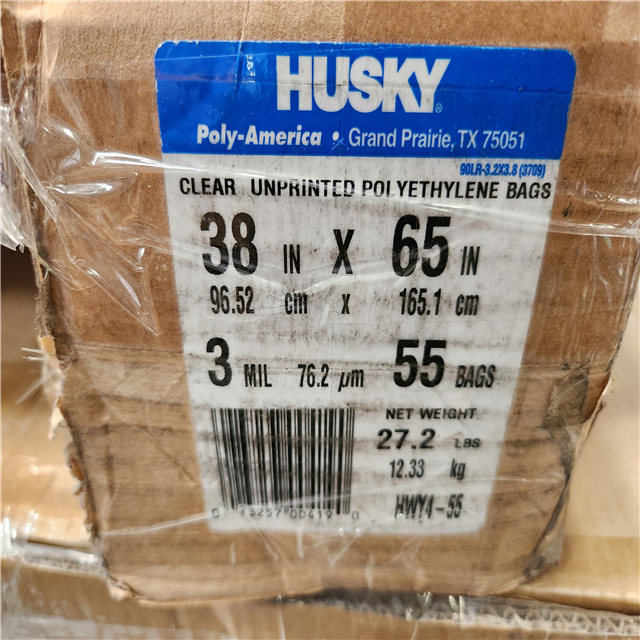 HUSKY®
Poly-America • Grand Prairie, TX 75051
90LR-3.2X3.8 (3709)
CLEAR UNPRINTED POLYETHYLENE BAGS
38 IN X 65 IN
96.52 cm x 165.1 cm
3 MIL 76.2 µm 55 BAGS
NET WEIGHT
27.2 LBS
12.33 kg
HWY4-55